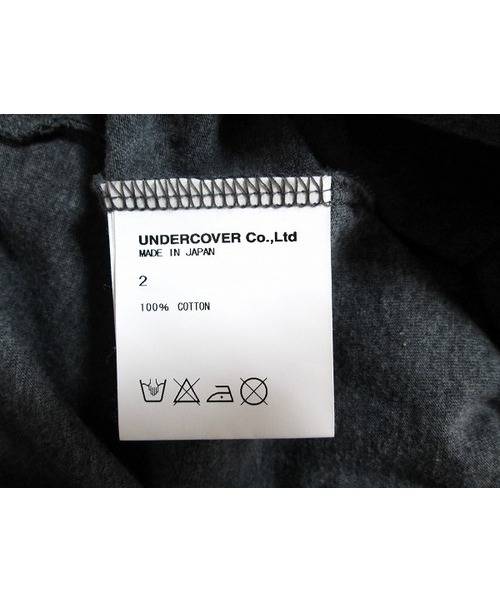 UNDERCOVER Co.,Ltd
MADE IN JAPAN
2
100% COTTON